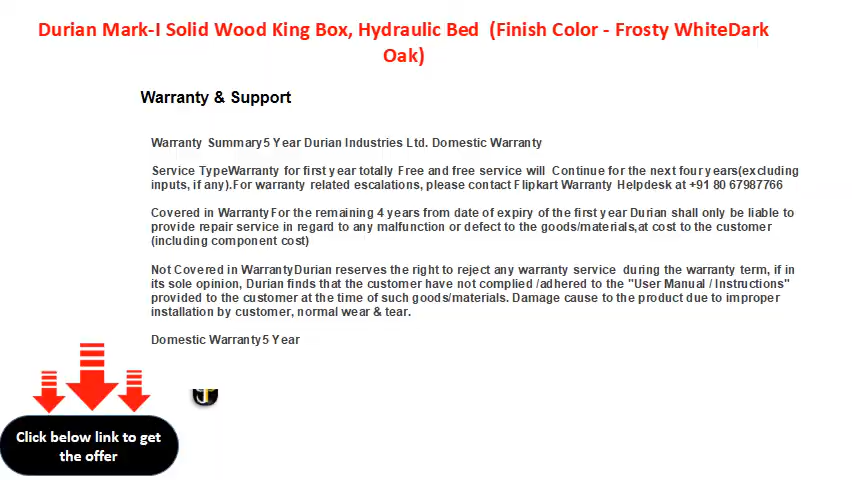 Durian Mark-I Solid Wood King Box, Hydraulic Bed (Finish Color - Frosty WhiteDark
Oak)
Warranty & Support
Warranty Summary5 Year Durian Industries Ltd. Domestic Warranty
Service TypeWarranty for first year totally Free and free service will Continue for the next four years(excluding
inputs, if any).For warranty related escalations, please contact Flipkart Warranty Helpdesk at +91 80 67987766
Covered in WarrantyFor the remaining 4 years from date of expiry of the first year Durian shall only be liable to
provide repair service in regard to any malfunction or defect to the goods/materials,at cost to the customer
(including component cost)
Not Covered in WarrantyDurian reserves the right to reject any warranty service during the warranty term, if in
its sole opinion, Durian finds that the customer have not complied /adhered to the "User Manual / Instructions"
provided to the customer at the time of such goods/materials. Damage cause to the product due to improper
installation by customer, normal wear & tear.
Domestic Warranty5 Year
Click below link to get
the offer